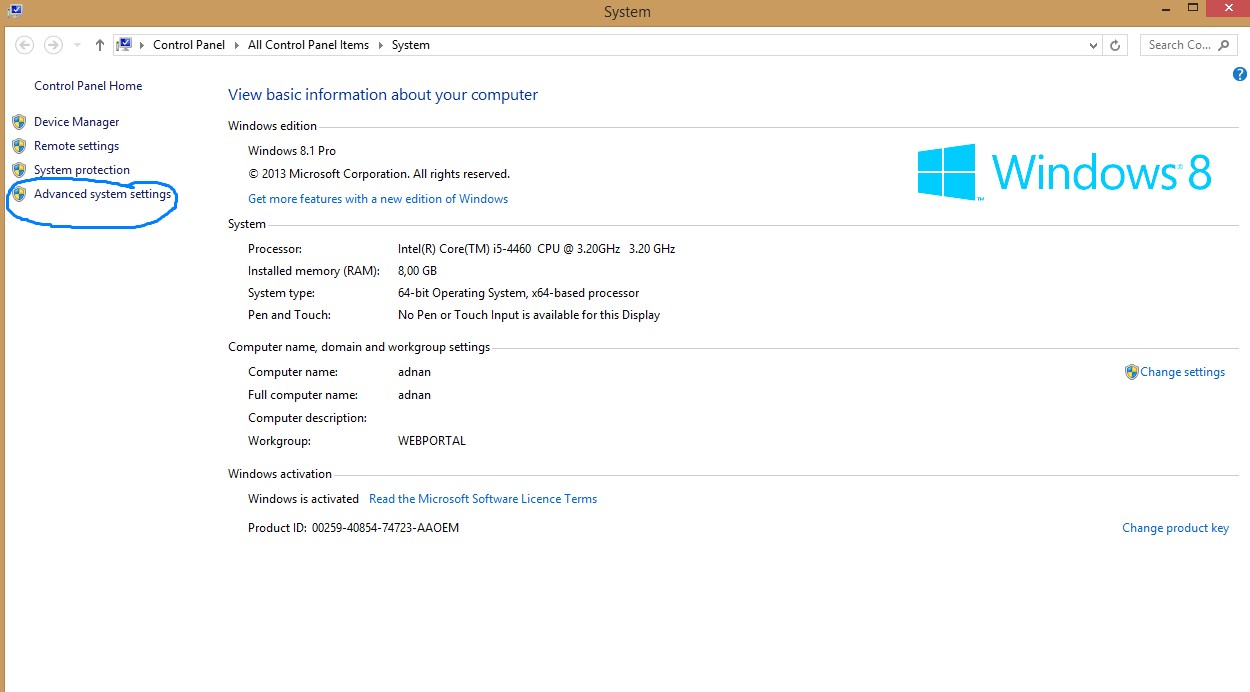 System
Control Panel All Control Panel Items System
Search Co...
?
Control Panel Home
Device Manager
Remote settings
System protection
Advanced system settings
View basic information about your computer
Windows edition
Windows 8.1 Pro
© 2013 Microsoft Corporation. All rights reserved.
Get more features with a new edition of Windows
Windows® 8
™
System
Processor: Intel(R) Core(TM) i5-4460 CPU @ 3.20GHz 3.20 GHz
Installed memory (RAM): 8,00 GB
System type: 64-bit Operating System, x64-based processor
Pen and Touch: No Pen or Touch Input is available for this Display
Computer name, domain and workgroup settings
Computer name: adnan
Change settings
Full computer name: adnan
Computer description:
Workgroup: WEBPORTAL
Windows activation
Windows is activated Read the Microsoft Software Licence Terms
Product ID: 00259-40854-74723-AAOEM
Change product key